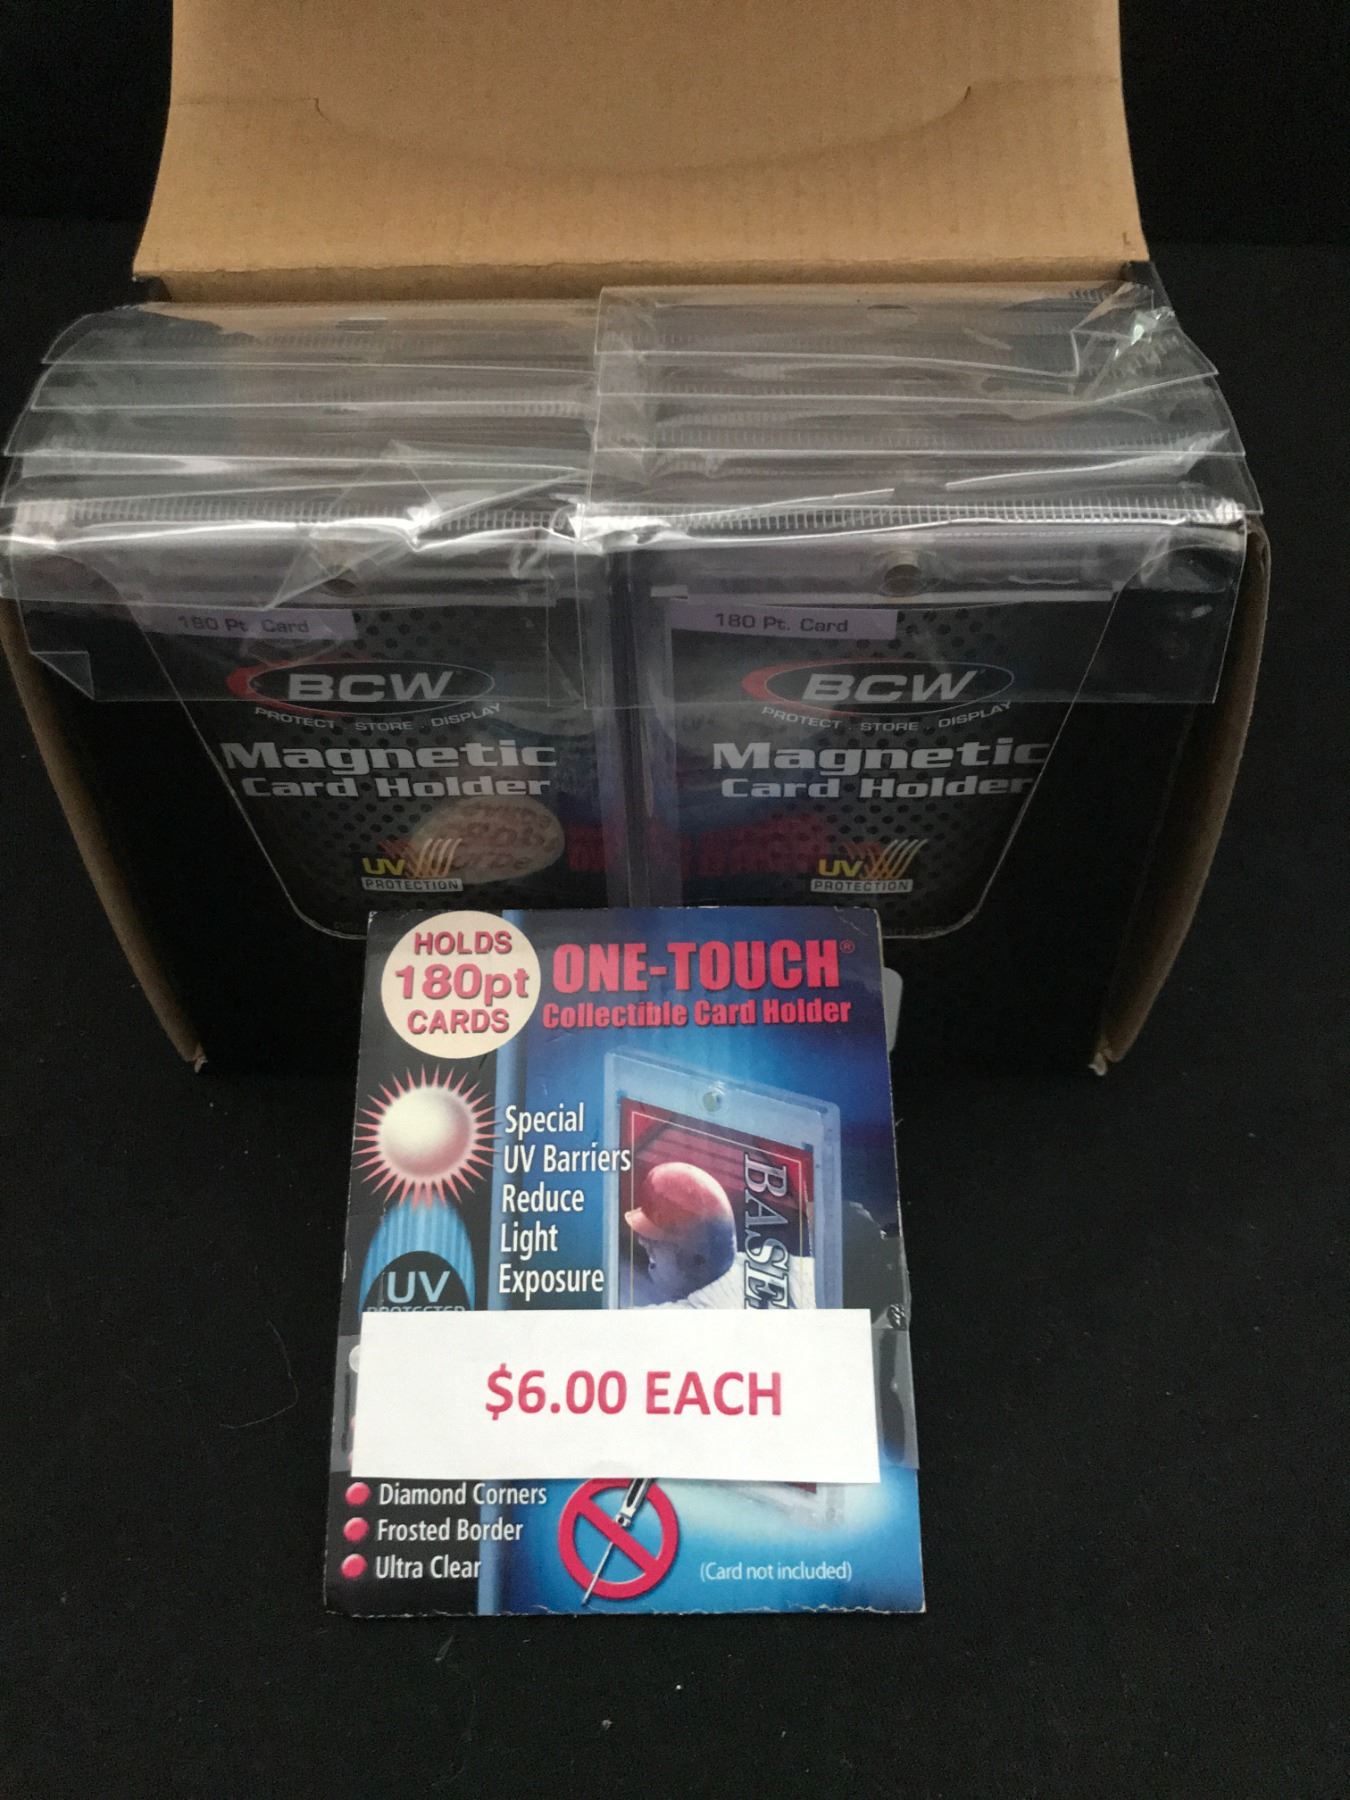 180 Pt. Card
BCW
PROTECT . STORE . DISPLAY
Magnetic
Card Holder
UV
PROTECTION
180 Pt. Card
BCW
PROTECT . STORE . DISPLAY
Magnetic
Card Holder
UV
PROTECTION
HOLDS
180pt
CARDS
ONE-TOUCH®
Collectible Card Holder
Special
UV Barriers
Reduce
Light
Exposure
BASE
UV
PROTECTED
$6.00 EACH
Diamond Corners
Frosted Border
Ultra Clear
(Card not included)